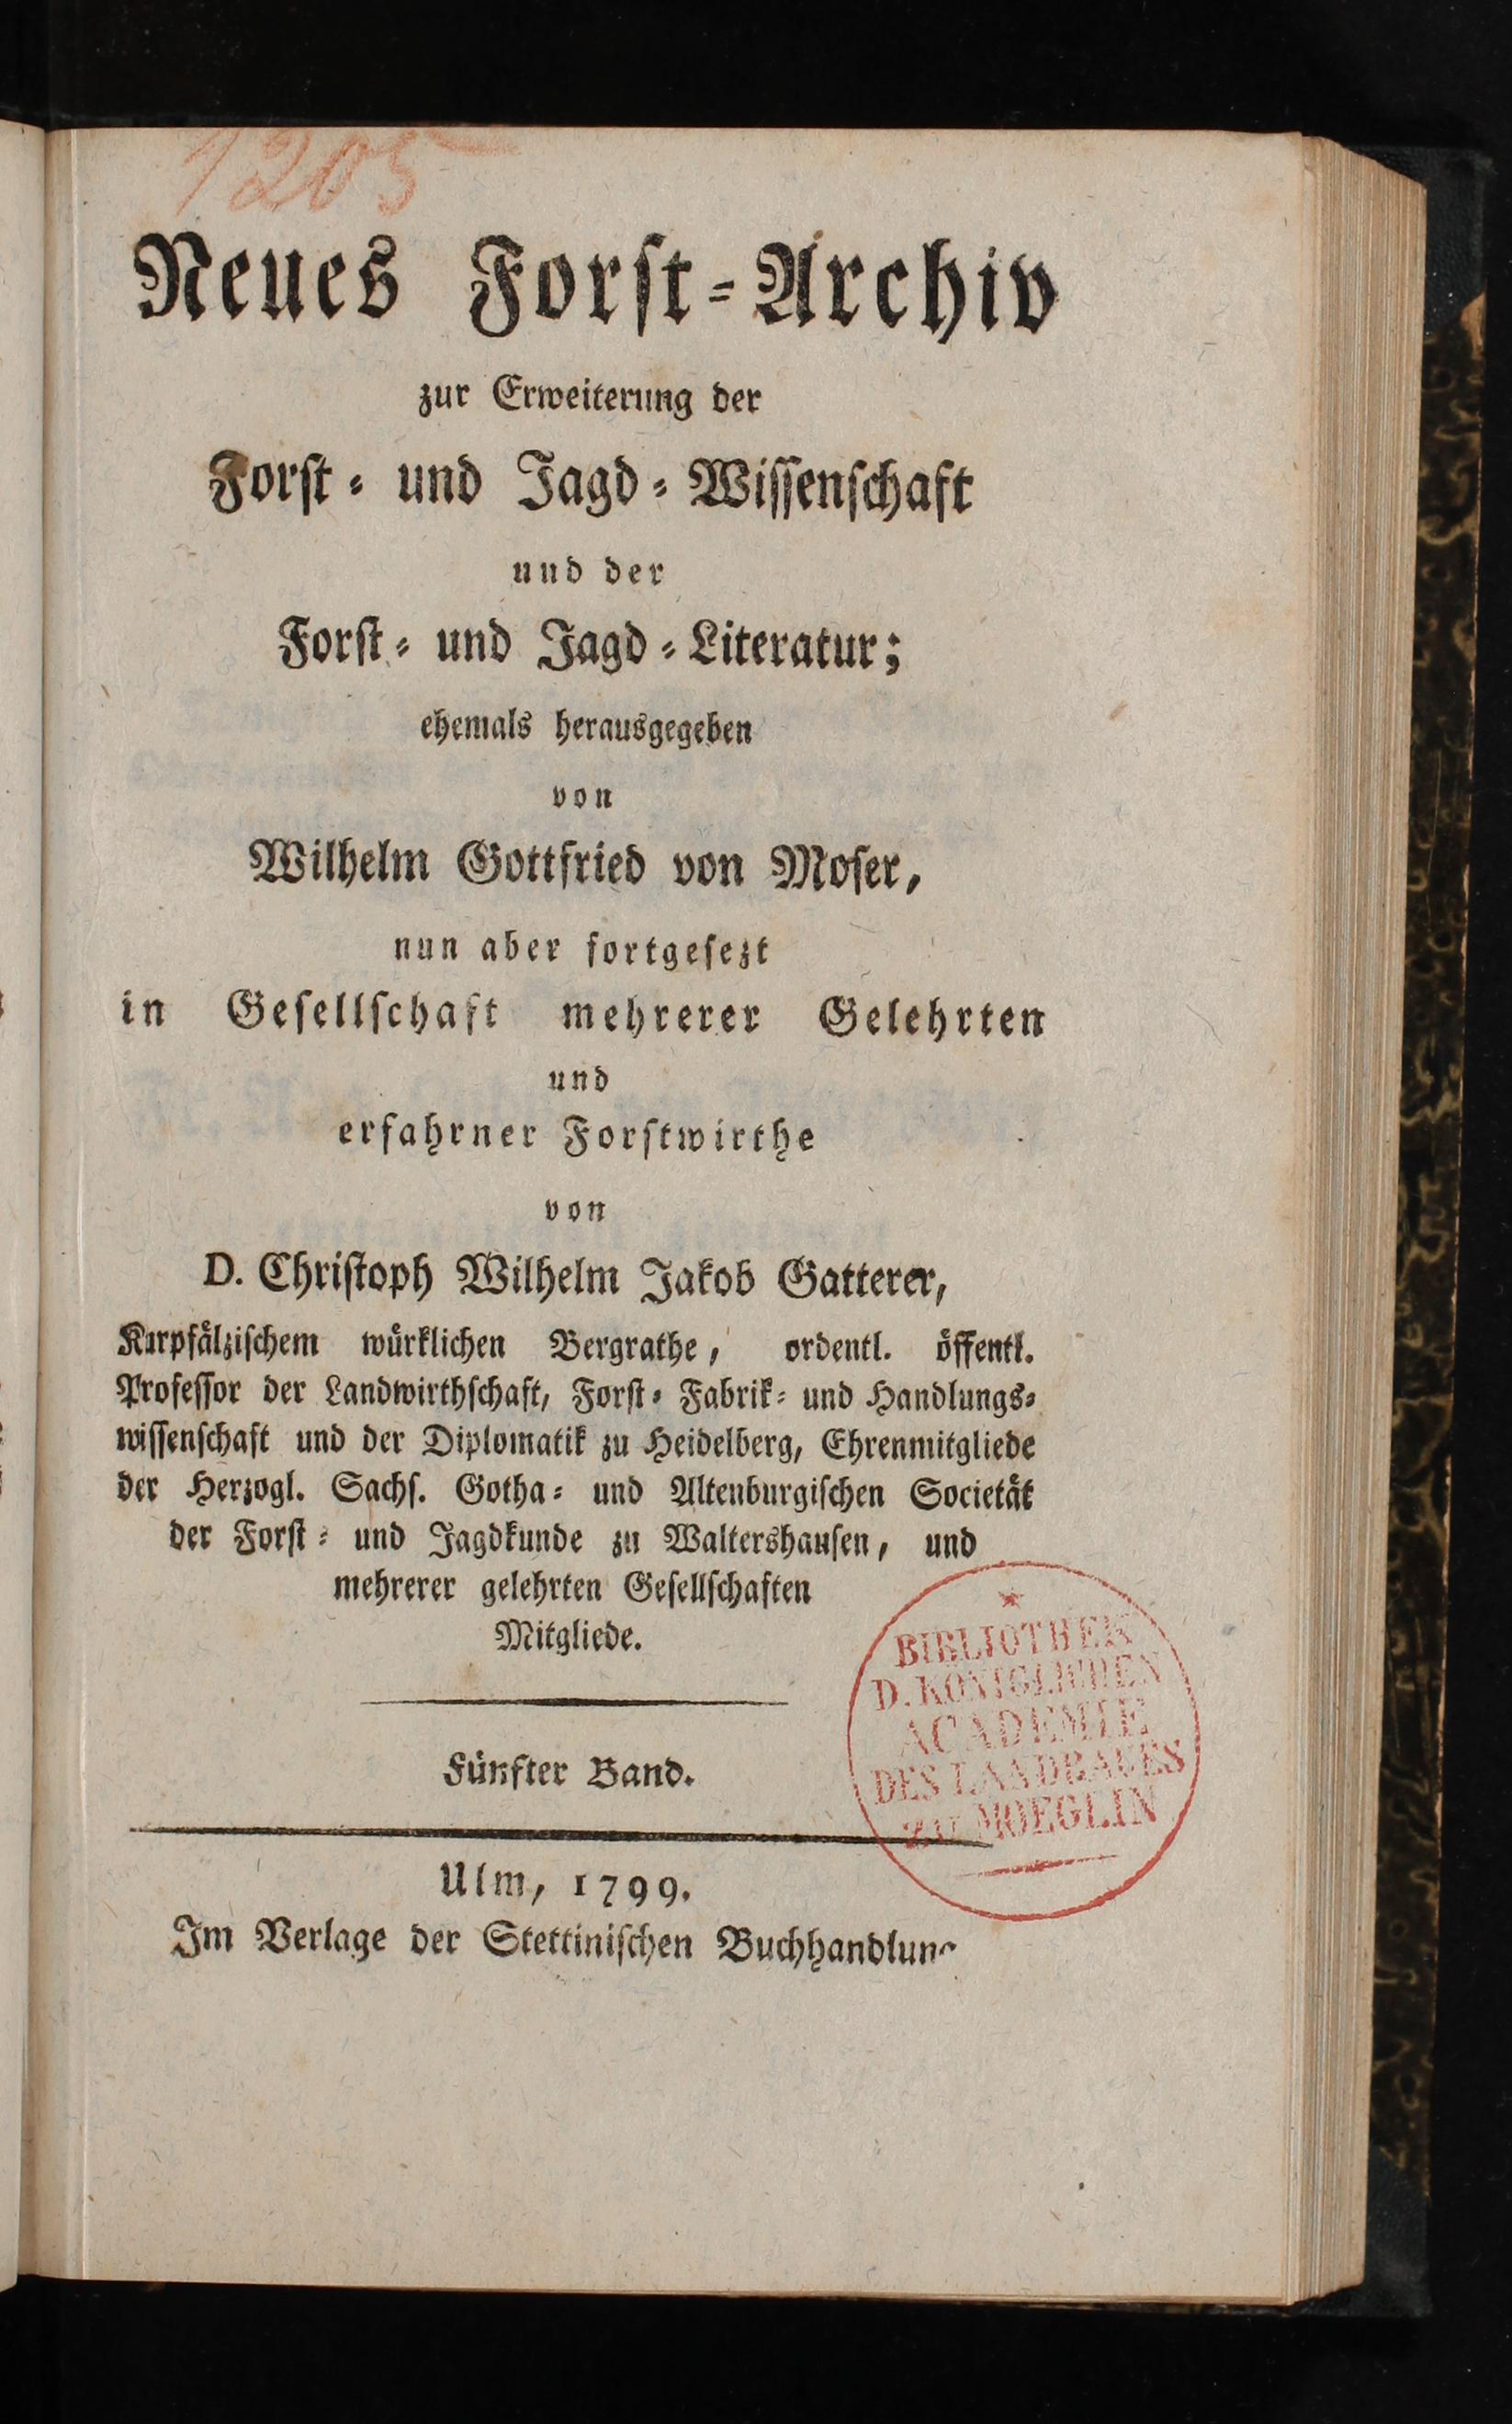 1205
Neues Forst-Archiv
zur Erweiterung der
Forst- und Jagd-Wissenschaft
und der
Forst- und Jagd-Literatur;
ehemals herausgegeben
von
Wilhelm Gottfried von Moser,
nun aber fortgesezt
in Gesellschaft mehrerer Gelehrten
und
erfahrner Forstwirthe
von
D. Christoph Wilhelm Jakob Gatterer,
Kurpfälzischem würklichen Bergrathe, ordentl. öffentl.
Professor der Landwirthschaft, Forst- Fabrik- und Handlungs-
wissenschaft und der Diplomatik zu Heidelberg, Ehrenmitgliede
der Herzogl. Sachs. Gotha- und Altenburgischen Societät
der Forst- und Jagdkunde zu Waltershausen, und
mehrerer gelehrten Gesellschaften
Mitgliede.
BIBLIOTHEK
D. KÖNIGLICHEN
ACADEMIE
DES LANDBAUES
ZU MOEGLIN
Fünfter Band.
Ulm, 1799.
Im Verlage der Stettinischen Buchhandlung